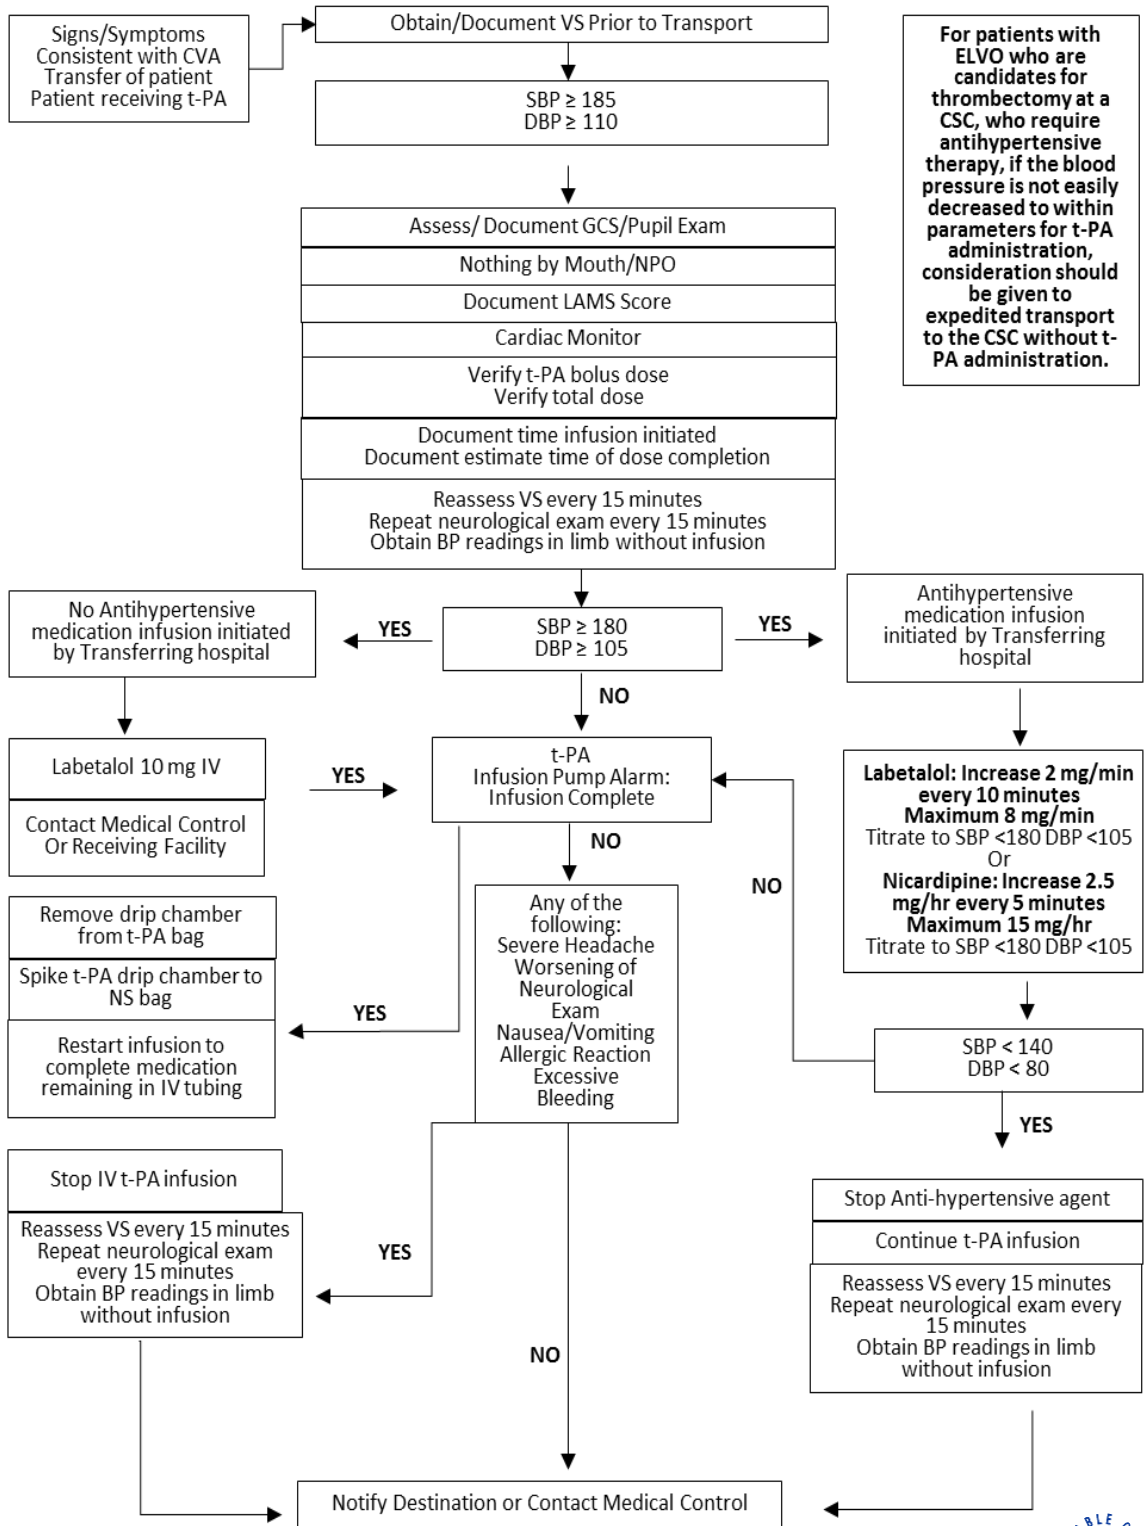 Signs/Symptoms
Consistent with CVA
Transfer of patient
Patient receiving t-PA
Obtain/Document VS Prior to Transport
SBP ≥ 185
DBP ≥ 110
For patients with
ELVO who are
candidates for
thrombectomy at a
CSC, who require
antihypertensive
therapy, if the blood
pressure is not easily
decreased to within
parameters for t-PA
administration,
consideration should
be given to
expedited transport
to the CSC without t-
PA administration.
Assess/ Document GCS/Pupil Exam
Nothing by Mouth/NPO
Document LAMS Score
Cardiac Monitor
Verify t-PA bolus dose
Verify total dose
Document time infusion initiated
Document estimate time of dose completion
Reassess VS every 15 minutes
Repeat neurological exam every 15 minutes
Obtain BP readings in limb without infusion
No Antihypertensive
medication infusion initiated
by Transferring hospital
YES
SBP ≥ 180
DBP ≥ 105
YES
Antihypertensive
medication infusion
initiated by Transferring
hospital
NO
Labetalol 10 mg IV
Contact Medical Control
Or Receiving Facility
YES
t-PA
Infusion Pump Alarm:
Infusion Complete
NO
Labetalol: Increase 2 mg/min
every 10 minutes
Maximum 8 mg/min
Titrate to SBP <180 DBP <105
Or
Nicardipine: Increase 2.5
mg/hr every 5 minutes
Maximum 15 mg/hr
Titrate to SBP <180 DBP <105
NO
Remove drip chamber
from t-PA bag
Spike t-PA drip chamber to
NS bag
Restart infusion to
complete medication
remaining in IV tubing
YES
Any of the
following:
Severe Headache
Worsening of
Neurological
Exam
Nausea/Vomiting
Allergic Reaction
Excessive
Bleeding
SBP < 140
DBP < 80
YES
Stop IV t-PA infusion
Reassess VS every 15 minutes
Repeat neurological exam
every 15 minutes
Obtain BP readings in limb
without infusion
YES
NO
Stop Anti-hypertensive agent
Continue t-PA infusion
Reassess VS every 15 minutes
Repeat neurological exam every
15 minutes
Obtain BP readings in limb
without infusion
Notify Destination or Contact Medical Control